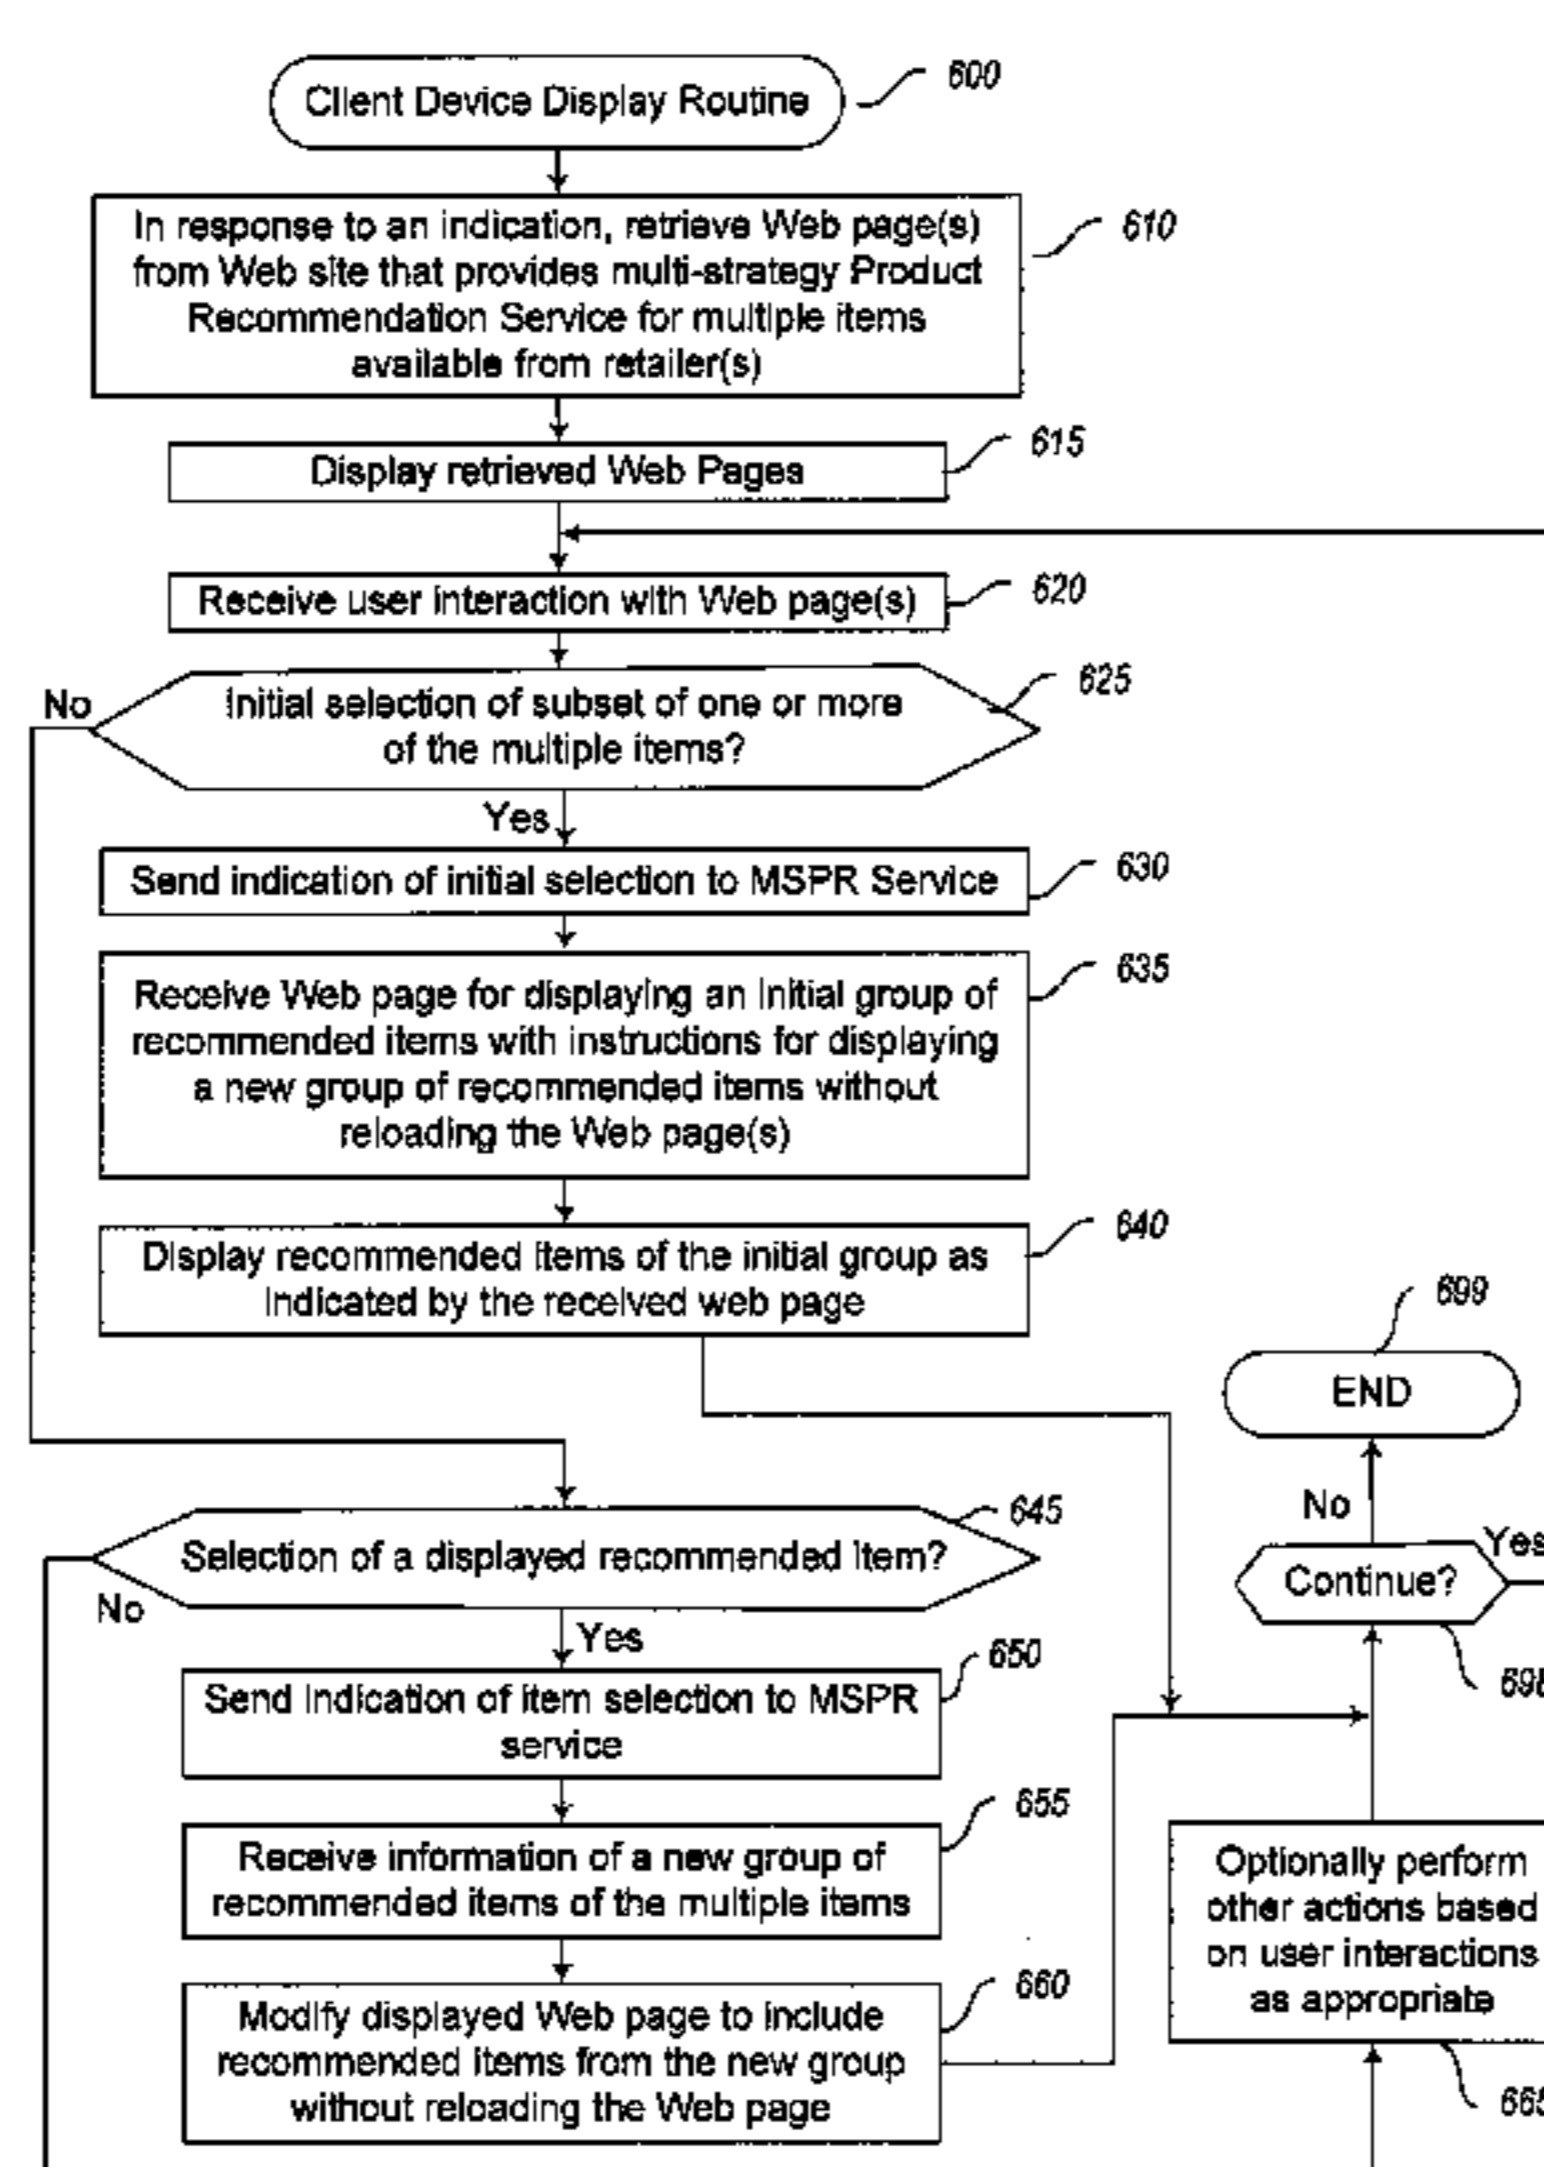 Client Device Display Routine
600
In response to an indication, retrieve Web page(s)
from Web site that provides multi-strategy Product
Recommendation Service for multiple items
available from retailer(s)
610
Display retrieved Web Pages
615
Receive user interaction with Web page(s)
620
Initial selection of subset of one or more
of the multiple items?
625
No
Yes
Send indication of initial selection to MSPR Service
630
Receive Web page for displaying an initial group of
recommended items with instructions for displaying
a new group of recommended items without
reloading the Web page(s)
635
Display recommended items of the initial group as
indicated by the received web page
640
699
END
No
Continue?
Yes
Selection of a displayed recommended item?
645
No
Yes
Send indication of item selection to MSPR
service
650
Receive information of a new group of
recommended items of the multiple items
655
Modify displayed Web page to include
recommended items from the new group
without reloading the Web page
660
Optionally perform
other actions based
on user interactions
as appropriate
665